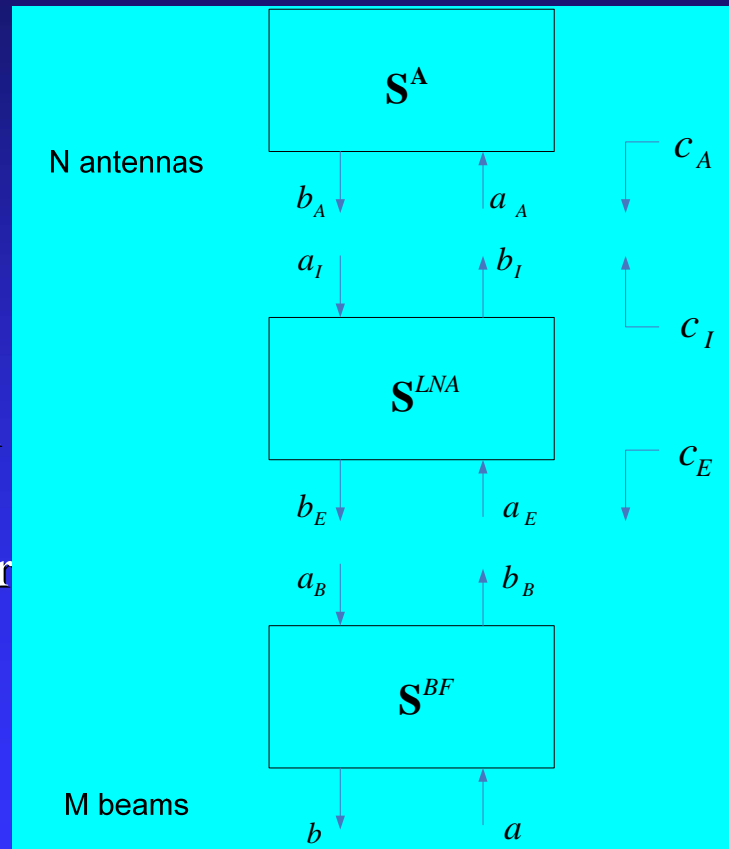 S^A
N antennas
c_A
b_A a_A
a_I b_I
c_I
S^LNA
c_E
b_E a_E
r
a_B b_B
S^BF
M beams
b a